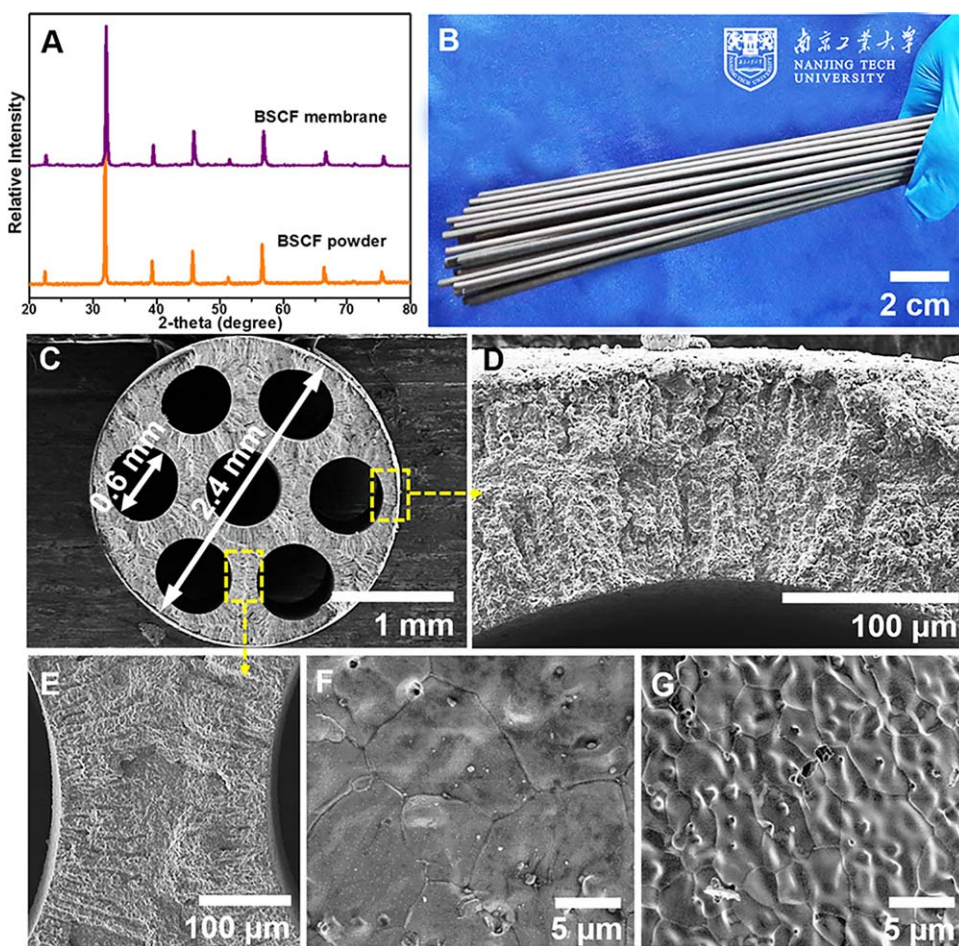 A
Relative Intensity
BSCF membrane
BSCF powder
20 30 40 50 60 70 80
2-theta (degree)
B
南京工业大学
NANJING TECH
UNIVERSITY
2 cm
C
0.6 mm
2.4 mm
1 mm
D
100 μm
E
100 μm
F
5 μm
G
5 μm